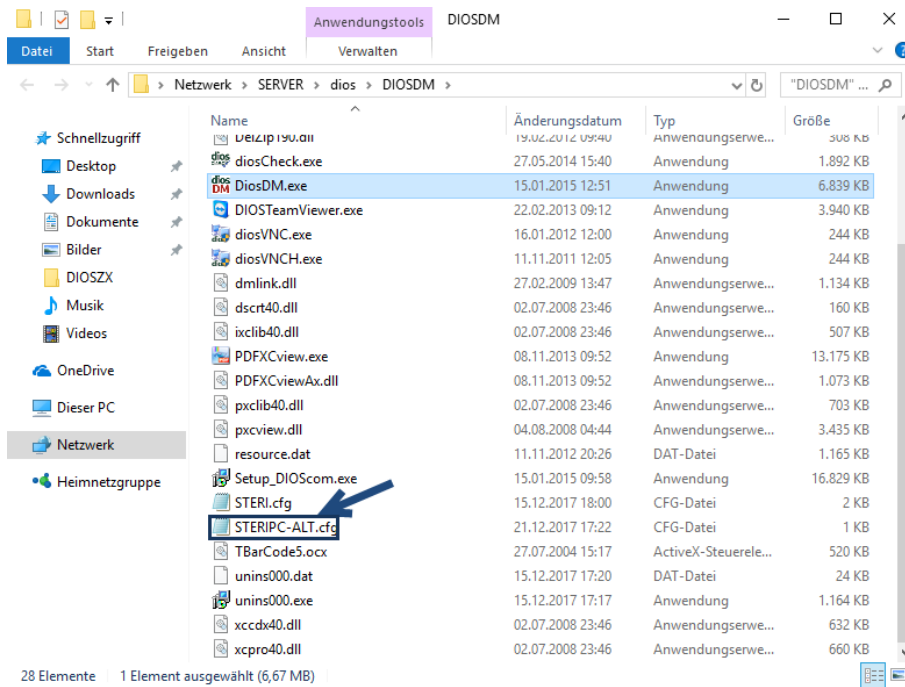 Anwendungstools DIOSDM
Datei Start Freigeben Ansicht Verwalten
Netzwerk SERVER dios DIOSDM "DIOSDM" ...
Name Änderungsdatum Typ Größe
Schnellzugriff
Desktop
Downloads
Dokumente
Bilder
DIOSZX
Musik
Videos
OneDrive
Dieser PC
Netzwerk
Heimnetzgruppe
DelZip190.dll 19.02.2012 09:40 Anwendungserwe... 308 KB
diosCheck.exe 27.05.2014 15:40 Anwendung 1.892 KB
DiosDM.exe 15.01.2015 12:51 Anwendung 6.839 KB
DIOSTeamViewer.exe 22.02.2013 09:12 Anwendung 3.940 KB
diosVNC.exe 16.01.2012 12:00 Anwendung 244 KB
diosVNCH.exe 11.11.2011 12:05 Anwendung 244 KB
dmlink.dll 27.02.2009 13:47 Anwendungserwe... 1.134 KB
dscrt40.dll 02.07.2008 23:46 Anwendungserwe... 160 KB
ixclib40.dll 02.07.2008 23:46 Anwendungserwe... 507 KB
PDFXCview.exe 08.11.2013 09:52 Anwendung 13.175 KB
PDFXCviewAx.dll 08.11.2013 09:52 Anwendungserwe... 1.073 KB
pxclib40.dll 02.07.2008 23:46 Anwendungserwe... 703 KB
pxcview.dll 04.08.2008 04:44 Anwendungserwe... 3.435 KB
resource.dat 11.11.2012 20:26 DAT-Datei 1.165 KB
Setup_DIOScom.exe 15.01.2015 09:58 Anwendung 16.829 KB
STERI.cfg 15.12.2017 18:00 CFG-Datei 2 KB
STERIPC-ALT.cfg 21.12.2017 17:22 CFG-Datei 1 KB
TBarCode5.ocx 27.07.2004 15:17 ActiveX-Steuerele... 520 KB
unins000.dat 15.12.2017 17:20 DAT-Datei 24 KB
unins000.exe 15.12.2017 17:17 Anwendung 1.164 KB
xccdx40.dll 02.07.2008 23:46 Anwendungserwe... 632 KB
xcpro40.dll 02.07.2008 23:46 Anwendungserwe... 660 KB
28 Elemente 1 Element ausgewählt (6,67 MB)